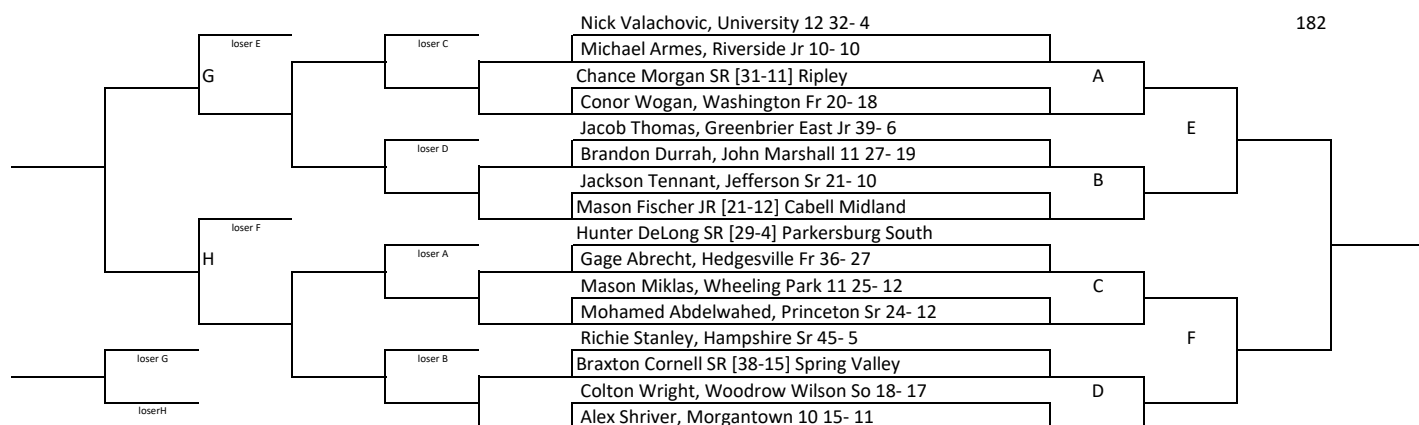 Nick Valachovic, University 12 32- 4
182
loser E
loser C
Michael Armes, Riverside Jr 10- 10
G
Chance Morgan SR [31-11] Ripley
A
Conor Wogan, Washington Fr 20- 18
Jacob Thomas, Greenbrier East Jr 39- 6
E
loser D
Brandon Durrah, John Marshall 11 27- 19
Jackson Tennant, Jefferson Sr 21- 10
B
Mason Fischer JR [21-12] Cabell Midland
loser F
Hunter DeLong SR [29-4] Parkersburg South
H
loser A
Gage Abrecht, Hedgesville Fr 36- 27
Mason Miklas, Wheeling Park 11 25- 12
C
Mohamed Abdelwahed, Princeton Sr 24- 12
Richie Stanley, Hampshire Sr 45- 5
F
loser G
loser B
Braxton Cornell SR [38-15] Spring Valley
Colton Wright, Woodrow Wilson So 18- 17
D
loserH
Alex Shriver, Morgantown 10 15- 11